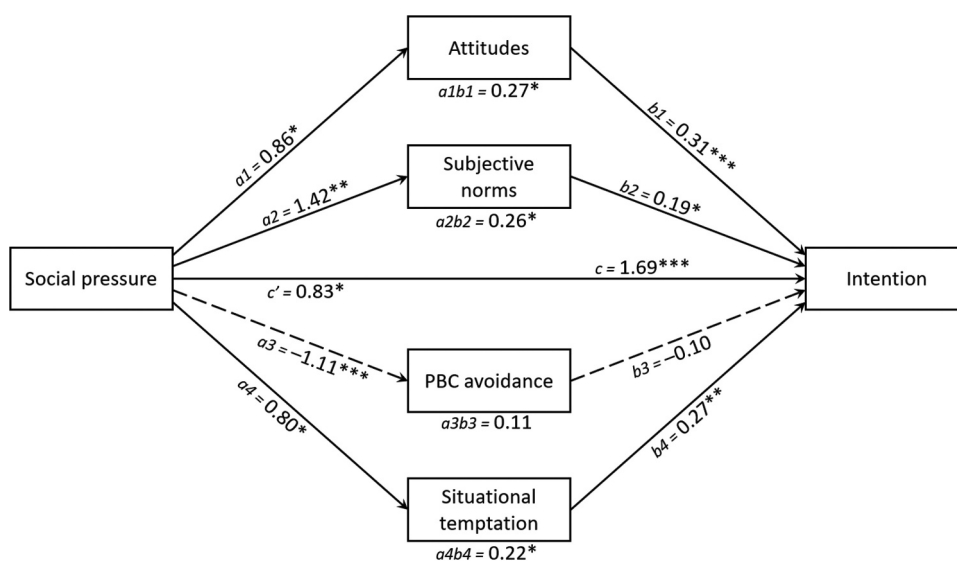 Attitudes
a1b1 = 0.27*
a1 = 0.86*
b1 = 0.31***
Subjective
norms
a2b2 = 0.26*
a2 = 1.42**
b2 = 0.19*
Social pressure
c = 1.69***
c’ = 0.83*
Intention
a3 = −1.11***
PBC avoidance
b3 = −0.10
a3b3 = 0.11
a4 = 0.80*
b4 = 0.27**
Situational
temptation
a4b4 = 0.22*